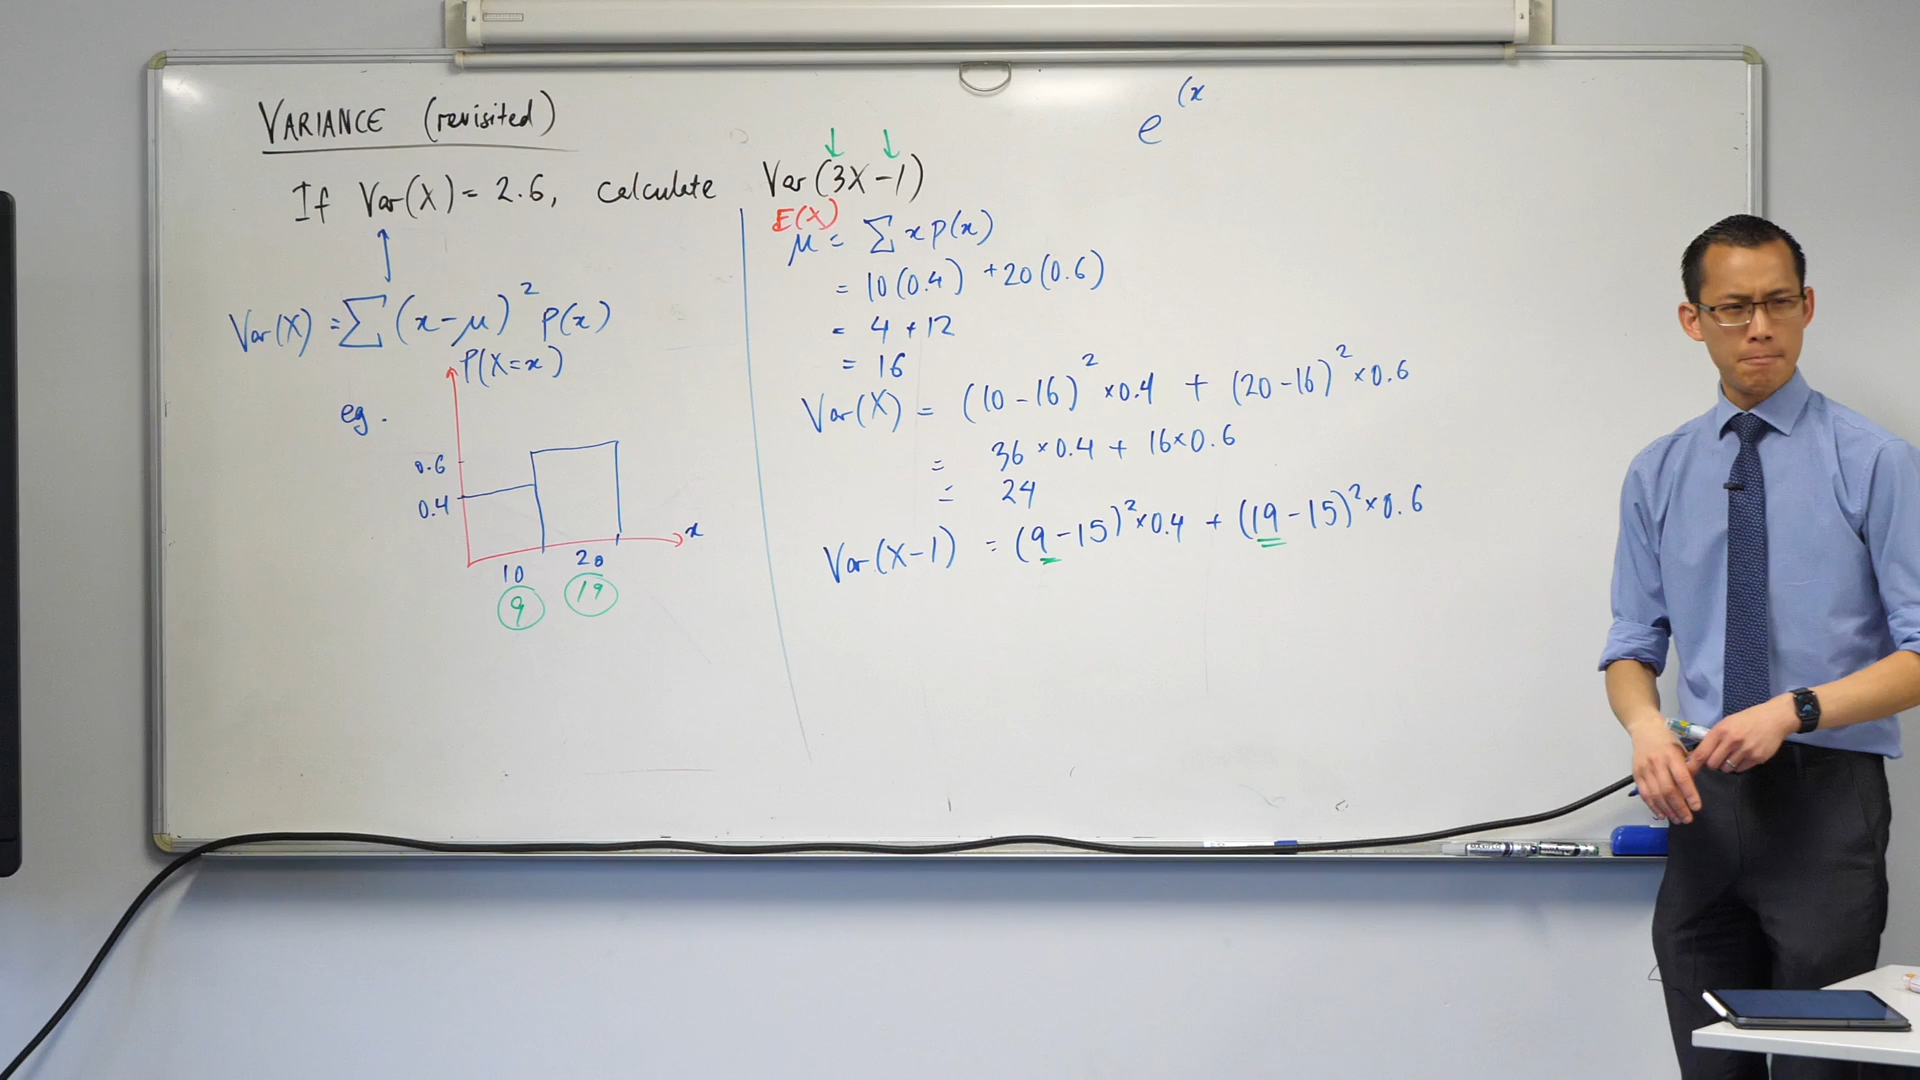 VARIANCE (revisited)
If Var(X) = 2.6, calculate Var(3X-1)
Var(X) = ∑(x-μ)² P(x)
eg.
P(X=x)
0.6
0.4
x
10 20
9 19
E(X)
μ = ∑ x p(x)
= 10(0.4) + 20(0.6)
= 4 + 12
= 16
Var(X) = (10-16)² ×0.4 + (20-16)² ×0.6
= 36 ×0.4 + 16×0.6
= 24
Var(X-1) = (9-15)² ×0.4 + (19-15)² ×0.6
e^(x